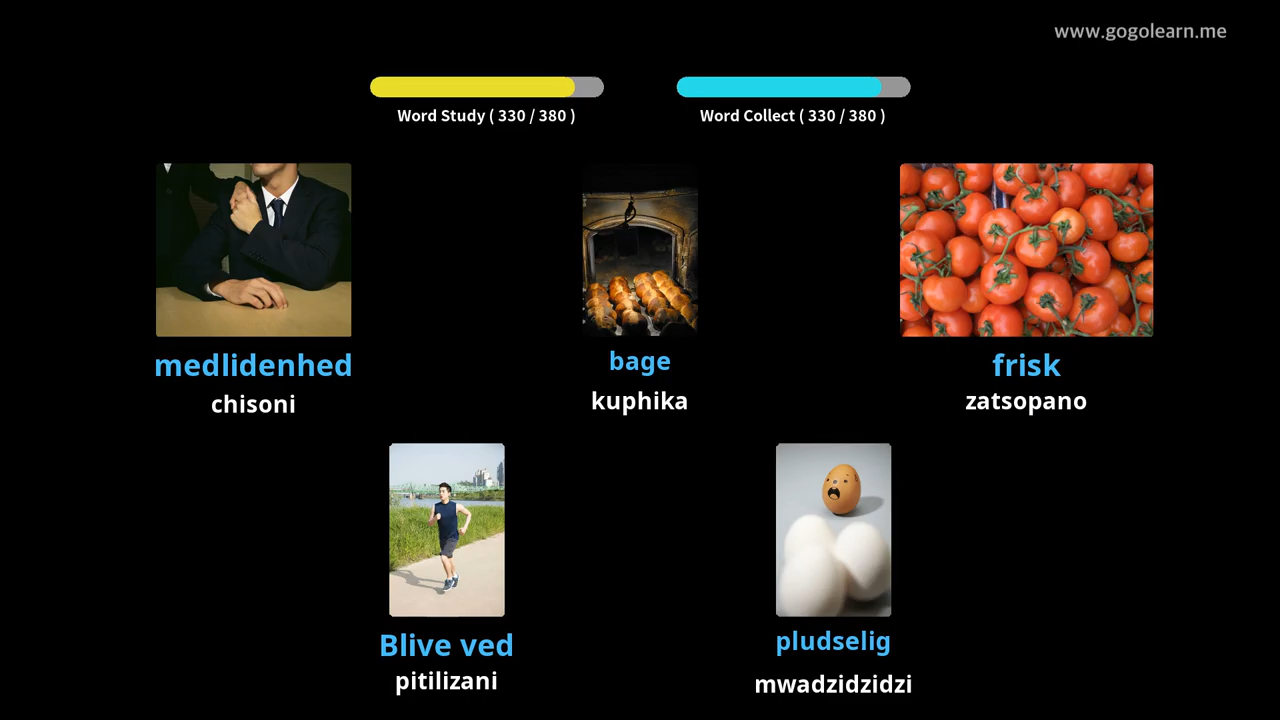 www.gogolearn.me
Word Study ( 330 / 380 )
Word Collect ( 330 / 380 )
medlidenhed
chisoni
bage
kuphika
frisk
zatsopano
Blive ved
pitilizani
pludselig
mwadzidzidzi